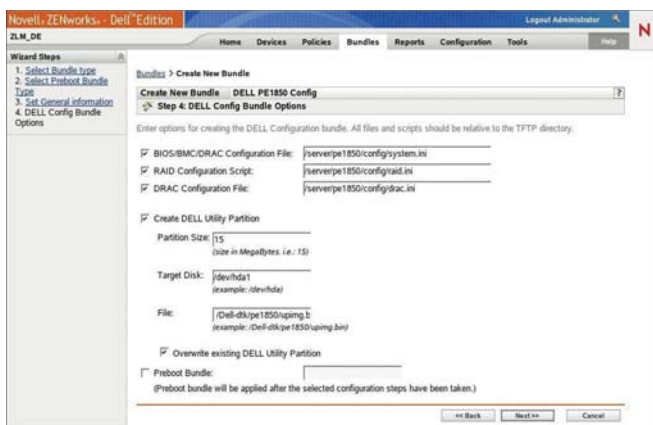 Novell® ZENworks® - Dell™ Edition
Logout Administrator
ZLM_DE
Home Devices Policies Bundles Reports Configuration Tools Help
N
Wizard Steps
1. Select Bundle type
2. Select Preboot Bundle
Type
3. Set General information
4. DELL Config Bundle
Options
Bundles > Create New Bundle
Create New Bundle DELL PE1850 Config
?
Step 4: DELL Config Bundle Options
Enter options for creating the DELL Configuration bundle. All files and scripts should be relative to the TFTP directory.
BIOS/BMC/DRAC Configuration File: /server/pe1850/config/system.ini
RAID Configuration Script: /server/pe1850/config/raid.ini
DRAC Configuration File: /server/pe1850/config/drac.ini
Create DELL Utility Partition
Partition Size: 15
(size in MegaBytes. i.e.: 15)
Target Disk: /dev/hda1
(example: /dev/hda)
File: /Dell-dtk/pe1850/upimg.b
(example: /Dell-dtk/pe1850/upimg.bin)
Overwrite existing DELL Utility Partition
Preboot Bundle:
(Preboot bundle will be applied after the selected configuration steps have been taken.)
<< Back Next >> Cancel